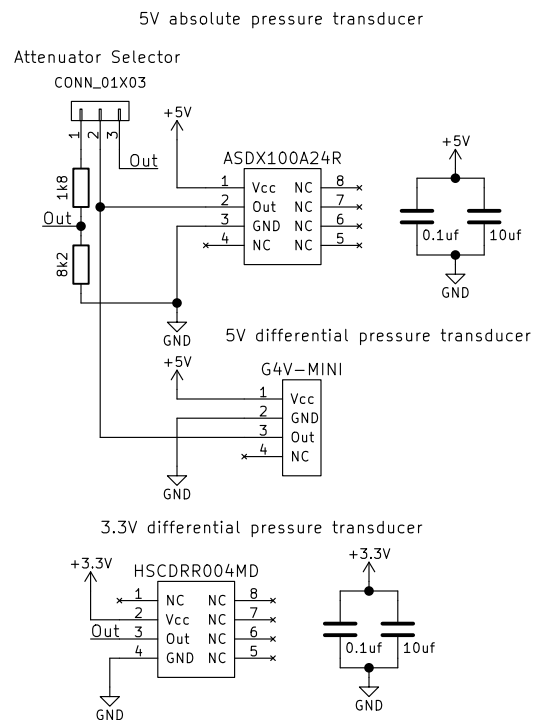 5V absolute pressure transducer
Attenuator Selector
CONN_01X03
1 2 3
Out
1k8
Out
8k2
+5V
ASDX100A24R
1 Vcc NC 8
2 Out NC 7
3 GND NC 6
4 NC NC 5
GND
+5V
0.1uf 10uf
GND
5V differential pressure transducer
+5V
G4V-MINI
1 Vcc
2 GND
3 Out
4 NC
GND
3.3V differential pressure transducer
+3.3V
HSCDRR004MD
1 NC NC 8
2 Vcc NC 7
Out 3 Out NC 6
4 GND NC 5
GND
+3.3V
0.1uf 10uf
GND